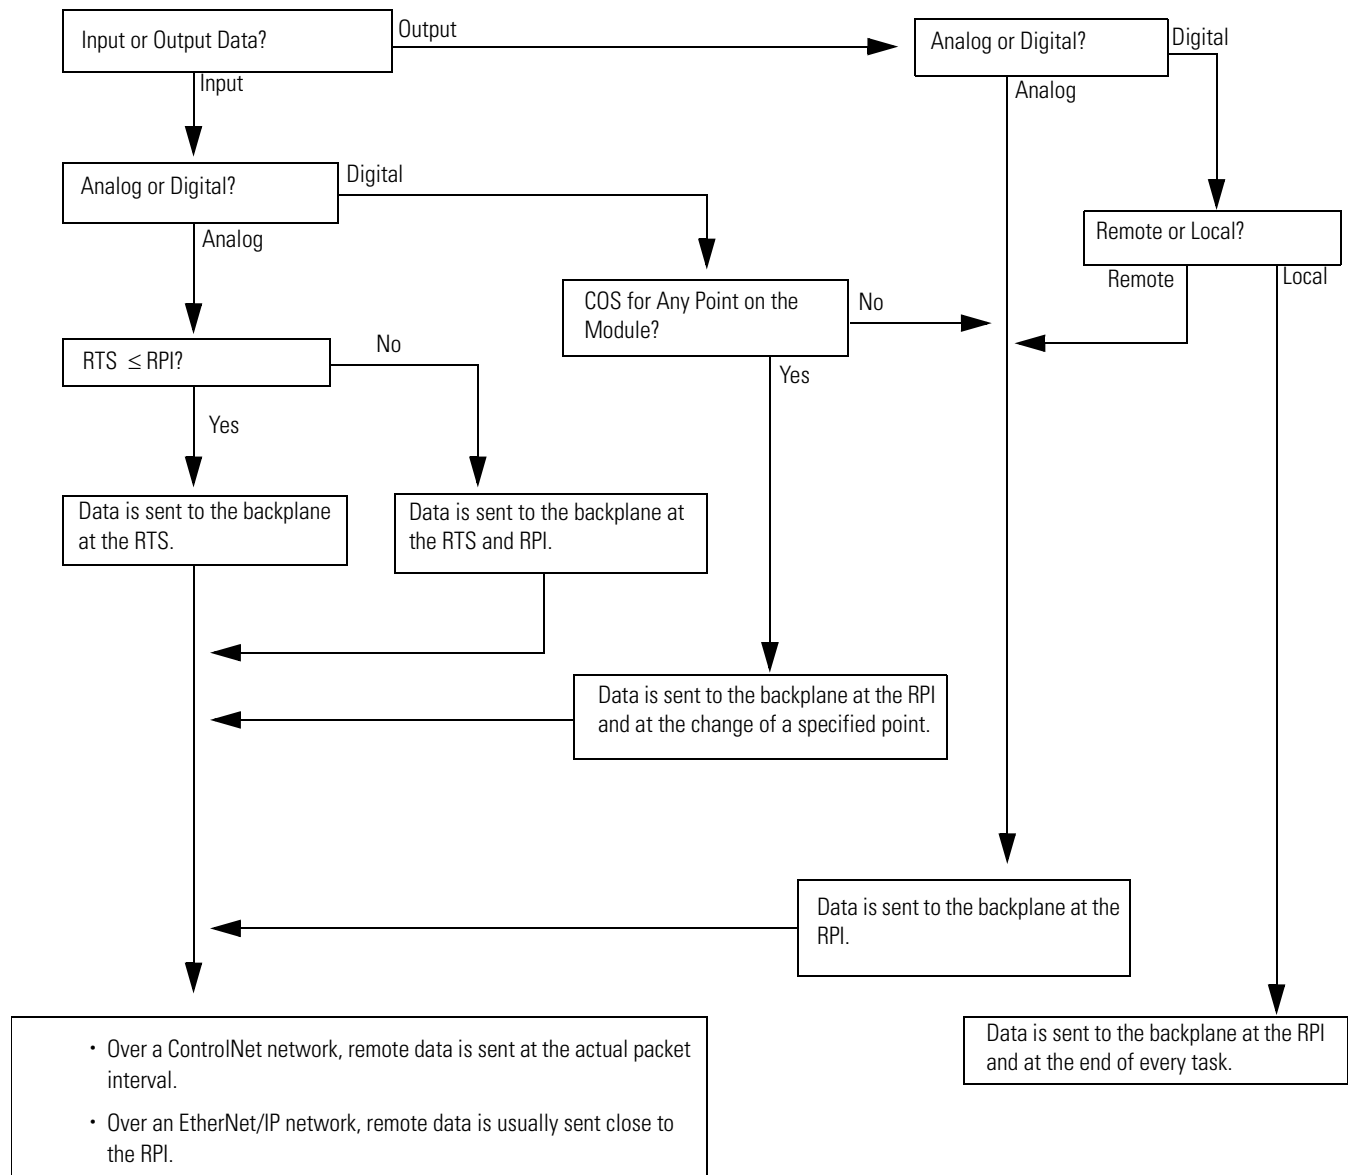 Input or Output Data?
Output
Analog or Digital?
Digital
Input
Analog
Analog or Digital?
Digital
Analog
Remote or Local?
Remote
Local
COS for Any Point on the
Module?
No
Yes
RTS ≤ RPI?
No
Yes
Data is sent to the backplane
at the RTS.
Data is sent to the backplane at
the RTS and RPI.
Data is sent to the backplane at the RPI
and at the change of a specified point.
Data is sent to the backplane at the
RPI.
• Over a ControlNet network, remote data is sent at the actual packet
interval.
• Over an EtherNet/IP network, remote data is usually sent close to
the RPI.
Data is sent to the backplane at the RPI
and at the end of every task.